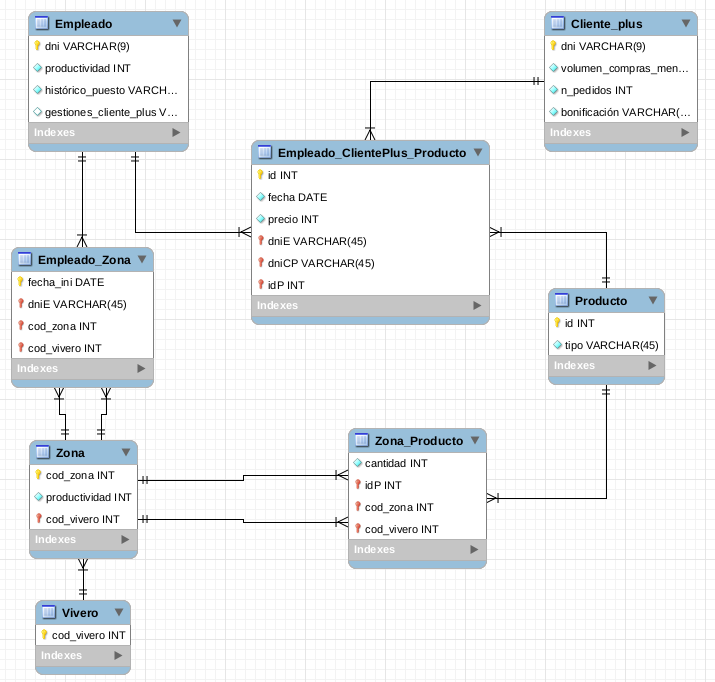 Empleado
dni VARCHAR(9)
productividad INT
histórico_puesto VARCH...
gestiones_cliente_plus V...
Indexes
Cliente_plus
dni VARCHAR(9)
volumen_compras_men...
n_pedidos INT
bonificación VARCHAR(...
Indexes
Empleado_ClientePlus_Producto
id INT
fecha DATE
precio INT
dniE VARCHAR(45)
dniCP VARCHAR(45)
idP INT
Indexes
Empleado_Zona
fecha_ini DATE
dniE VARCHAR(45)
cod_zona INT
cod_vivero INT
Indexes
Producto
id INT
tipo VARCHAR(45)
Indexes
Zona
cod_zona INT
productividad INT
cod_vivero INT
Indexes
Zona_Producto
cantidad INT
idP INT
cod_zona INT
cod_vivero INT
Indexes
Vivero
cod_vivero INT
Indexes